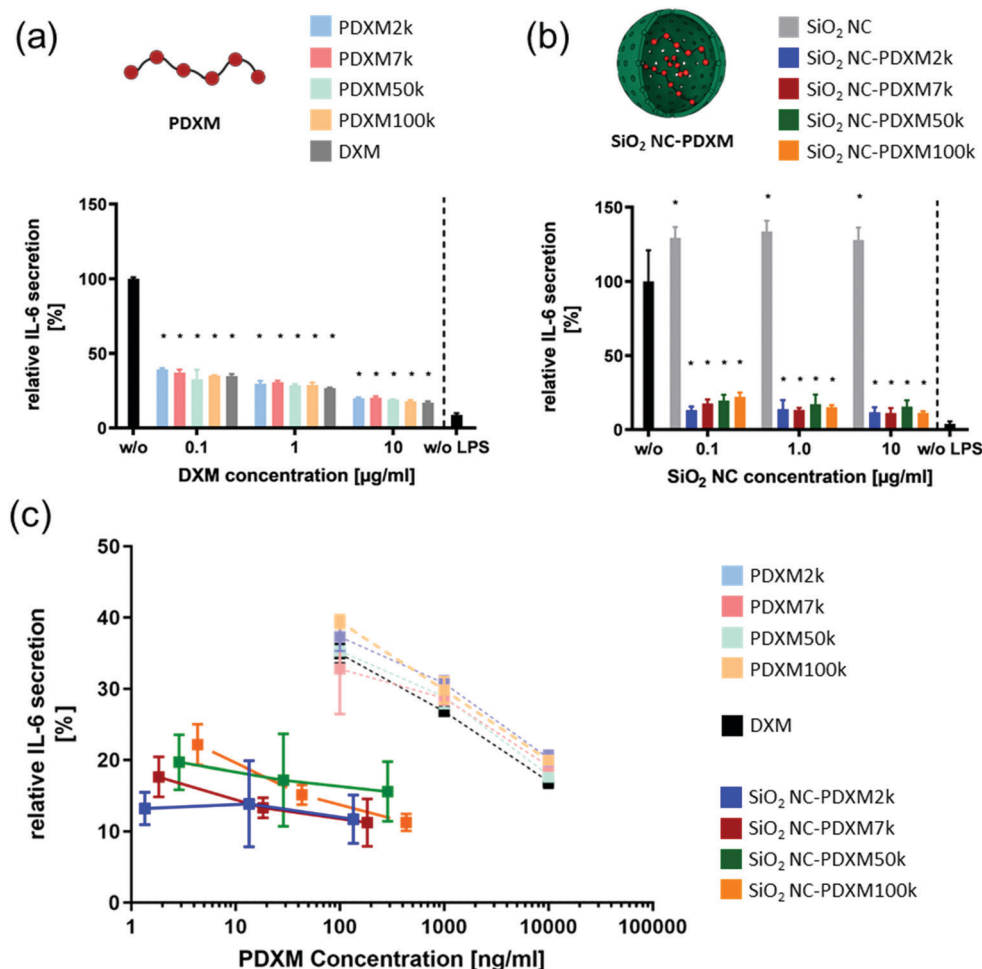 (a)
PDXM
PDXM2k
PDXM7k
PDXM50k
PDXM100k
DXM
relative IL-6 secretion
[%]
150
100
50
0
* * * * *
* * * * *
* * * * *
w/o
0.1
1
10
w/o LPS
DXM concentration [µg/ml]
(b)
SiO₂ NC-PDXM
SiO₂ NC
SiO₂ NC-PDXM2k
SiO₂ NC-PDXM7k
SiO₂ NC-PDXM50k
SiO₂ NC-PDXM100k
relative IL-6 secretion
[%]
150
100
50
0
* * *
* * * *
* * * *
* * * *
w/o
0.1
1.0
10
w/o LPS
SiO₂ NC concentration [µg/ml]
(c)
relative IL-6 secretion
[%]
50
40
30
20
10
0
1
10
100
1000
10000
100000
PDXM Concentration [ng/ml]
PDXM2k
PDXM7k
PDXM50k
PDXM100k
DXM
SiO₂ NC-PDXM2k
SiO₂ NC-PDXM7k
SiO₂ NC-PDXM50k
SiO₂ NC-PDXM100k